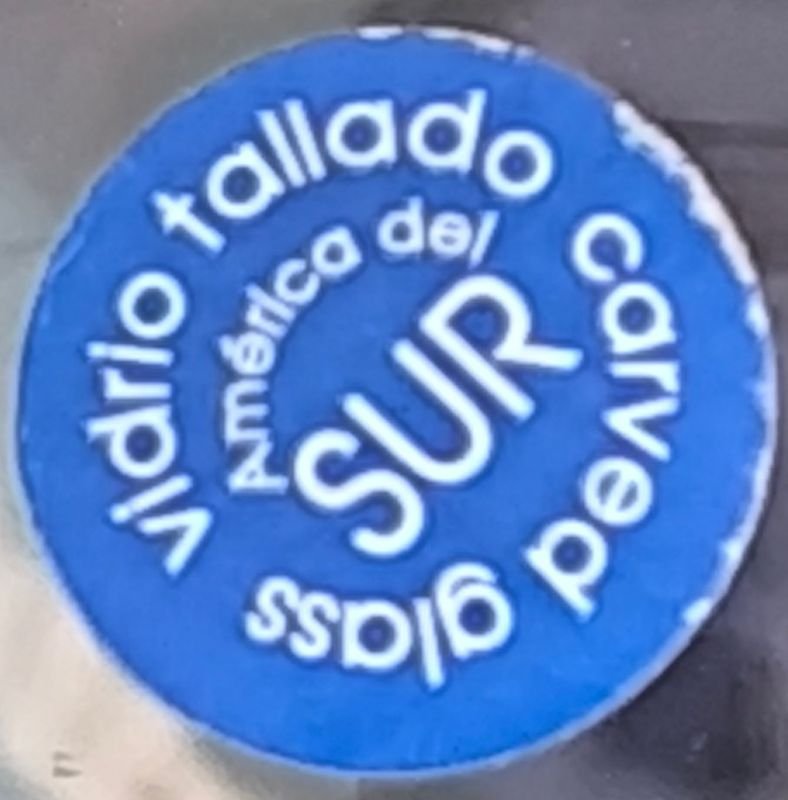 vidrio tallado carved glass
América del
SUR